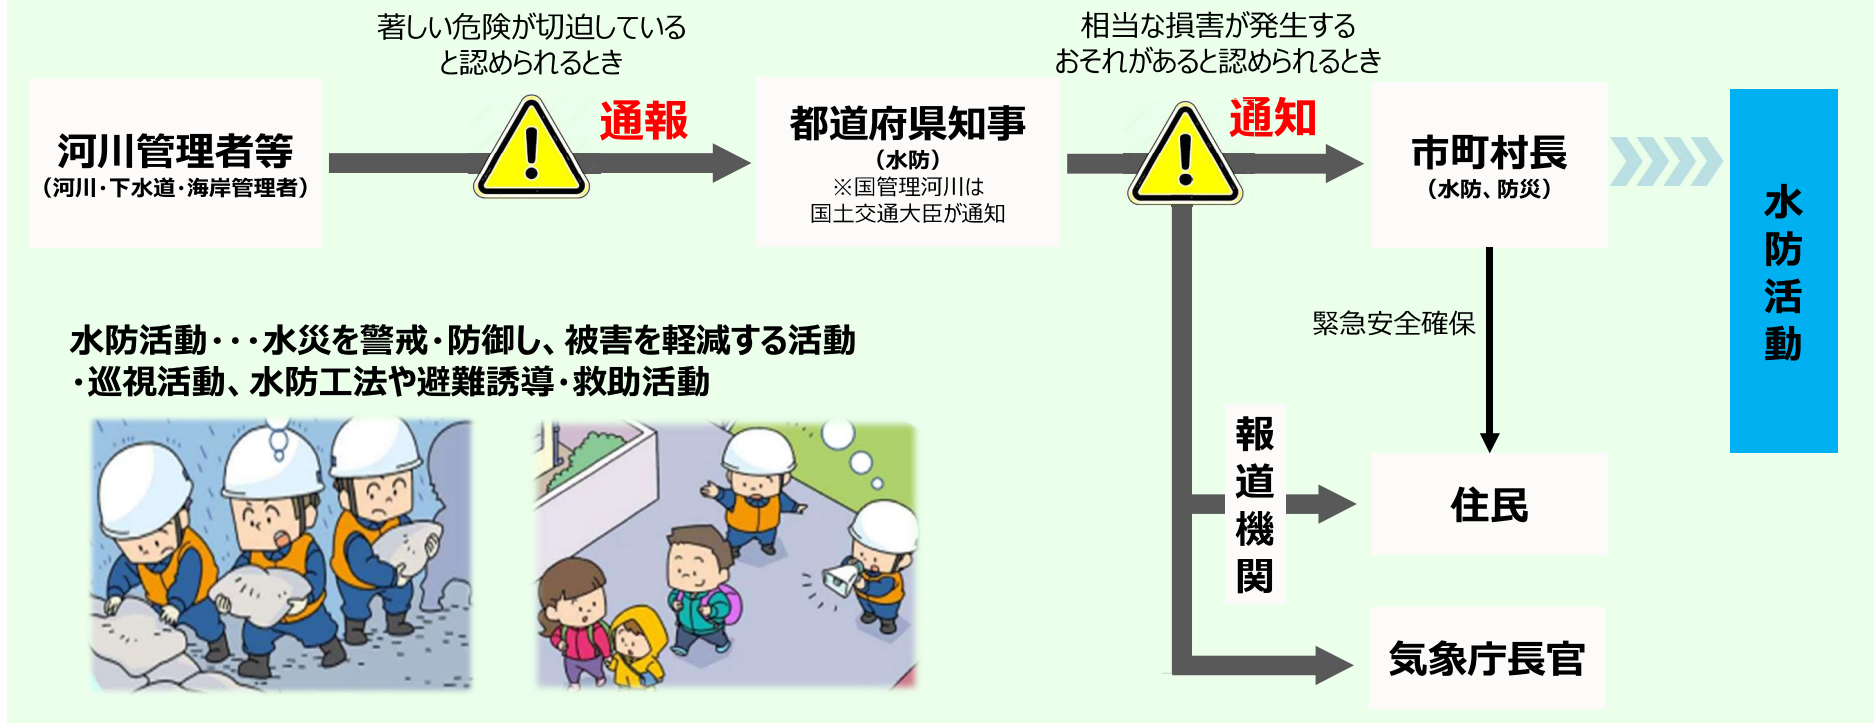 著しい危険が切迫している
と認められるとき
相当な損害が発生する
おそれがあると認められるとき
河川管理者等
（河川・下水道・海岸管理者）
通報
都道府県知事
（水防）
※国管理河川は
国土交通大臣が通知
通知
市町村長
（水防、防災）
水防活動
緊急安全確保
水防活動・・・水災を警戒・防御し、被害を軽減する活動
・巡視活動、水防工法や避難誘導・救助活動
報道機関
住民
気象庁長官